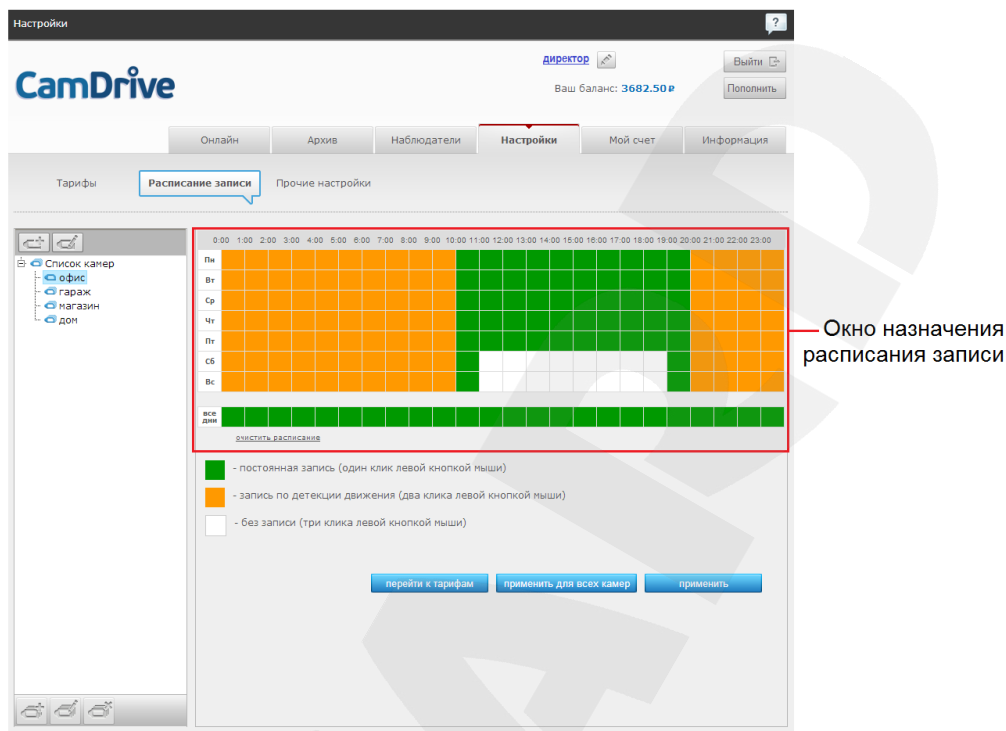 Настройки
?
CamDrive
директор
Ваш баланс: 3682.50 ₽
Выйти
Пополнить
Онлайн Архив Наблюдатели Настройки Мой счет Информация
Тарифы Расписание записи Прочие настройки
Список камер
офис
гараж
магазин
дом
0:00 1:00 2:00 3:00 4:00 5:00 6:00 7:00 8:00 9:00 10:00 11:00 12:00 13:00 14:00 15:00 16:00 17:00 18:00 19:00 20:00 21:00 22:00 23:00
Пн
Вт
Ср
Чт
Пт
Сб
Вс
все
дни
очистить расписание
- постоянная запись (один клик левой кнопкой мыши)
- запись по детекции движения (два клика левой кнопкой мыши)
- без записи (три клика левой кнопкой мыши)
перейти к тарифам применить для всех камер применить
Окно назначения
расписания записи